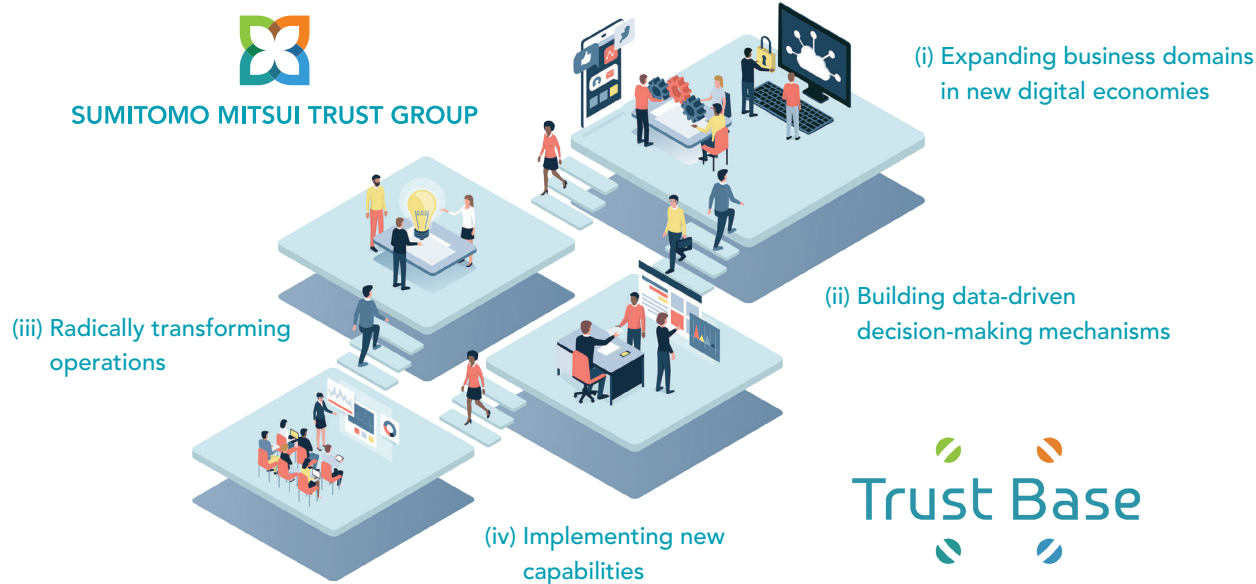 SUMITOMO MITSUI TRUST GROUP
(i) Expanding business domains
in new digital economies
(ii) Building data-driven
decision-making mechanisms
(iii) Radically transforming
operations
(iv) Implementing new
capabilities
Trust Base